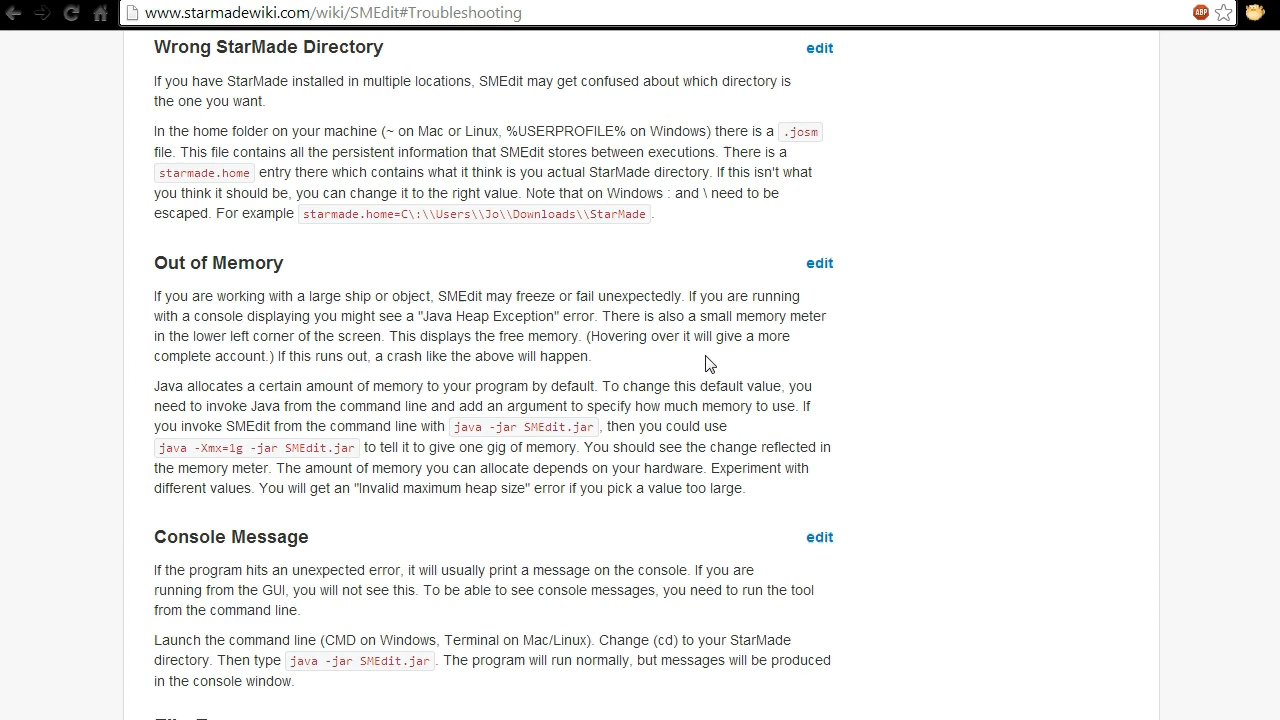 www.starmadewiki.com/wiki/SMEdit#Troubleshooting
ABP
Wrong StarMade Directory
edit
If you have StarMade installed in multiple locations, SMEdit may get confused about which directory is
the one you want.
In the home folder on your machine (~ on Mac or Linux, %USERPROFILE% on Windows) there is a .josm
file. This file contains all the persistent information that SMEdit stores between executions. There is a
starmade.home entry there which contains what it think is you actual StarMade directory. If this isn't what
you think it should be, you can change it to the right value. Note that on Windows : and \ need to be
escaped. For example starmade.home=C\:\\Users\\Jo\\Downloads\\StarMade.
Out of Memory
edit
If you are working with a large ship or object, SMEdit may freeze or fail unexpectedly. If you are running
with a console displaying you might see a "Java Heap Exception" error. There is also a small memory meter
in the lower left corner of the screen. This displays the free memory. (Hovering over it will give a more
complete account.) If this runs out, a crash like the above will happen.
Java allocates a certain amount of memory to your program by default. To change this default value, you
need to invoke Java from the command line and add an argument to specify how much memory to use. If
you invoke SMEdit from the command line with java -jar SMEdit.jar, then you could use
java -Xmx=1g -jar SMEdit.jar to tell it to give one gig of memory. You should see the change reflected in
the memory meter. The amount of memory you can allocate depends on your hardware. Experiment with
different values. You will get an "Invalid maximum heap size" error if you pick a value too large.
Console Message
edit
If the program hits an unexpected error, it will usually print a message on the console. If you are
running from the GUI, you will not see this. To be able to see console messages, you need to run the tool
from the command line.
Launch the command line (CMD on Windows, Terminal on Mac/Linux). Change (cd) to your StarMade
directory. Then type java -jar SMEdit.jar. The program will run normally, but messages will be produced
in the console window.